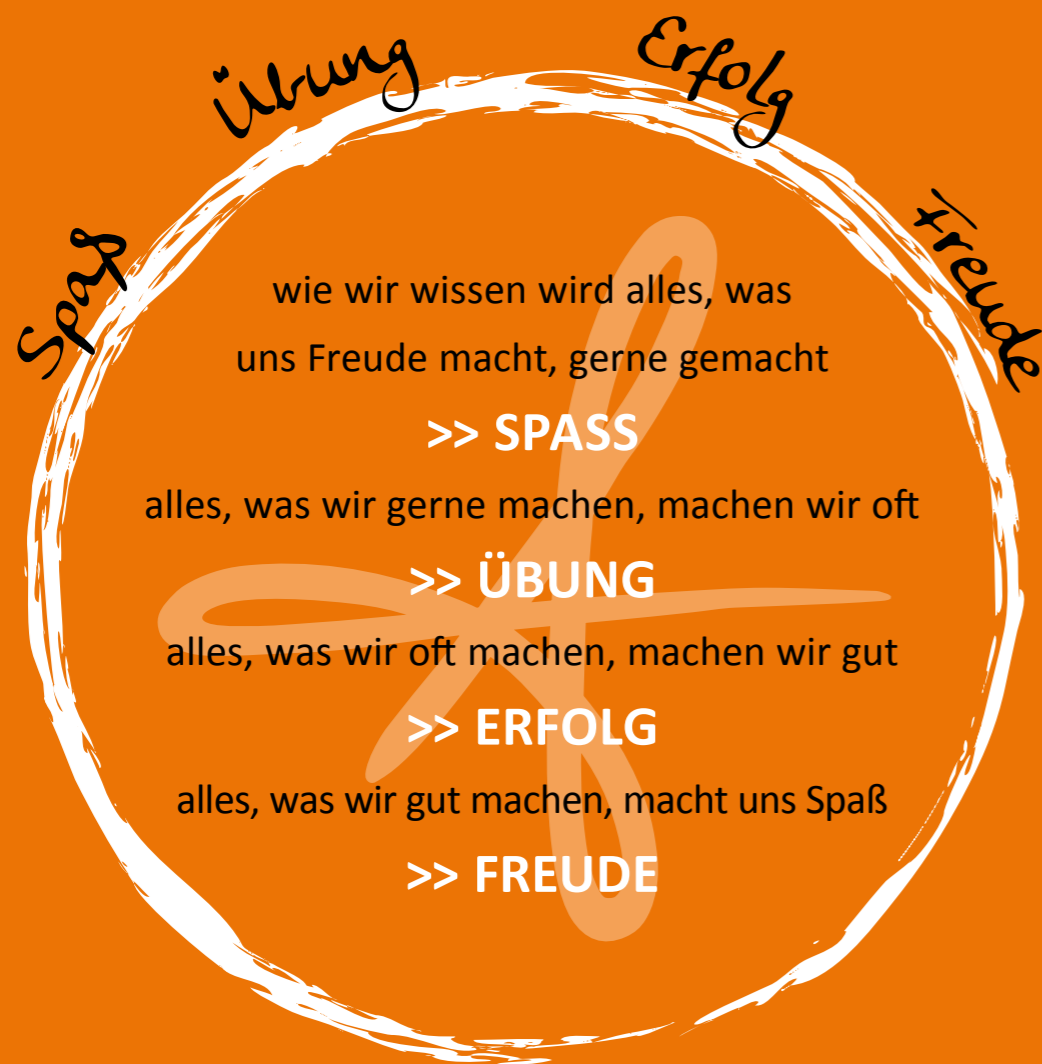 Spaß
Übung
Erfolg
Freude
wie wir wissen wird alles, was
uns Freude macht, gerne gemacht
>> SPASS
alles, was wir gerne machen, machen wir oft
>> ÜBUNG
alles, was wir oft machen, machen wir gut
>> ERFOLG
alles, was wir gut machen, macht uns Spaß
>> FREUDE